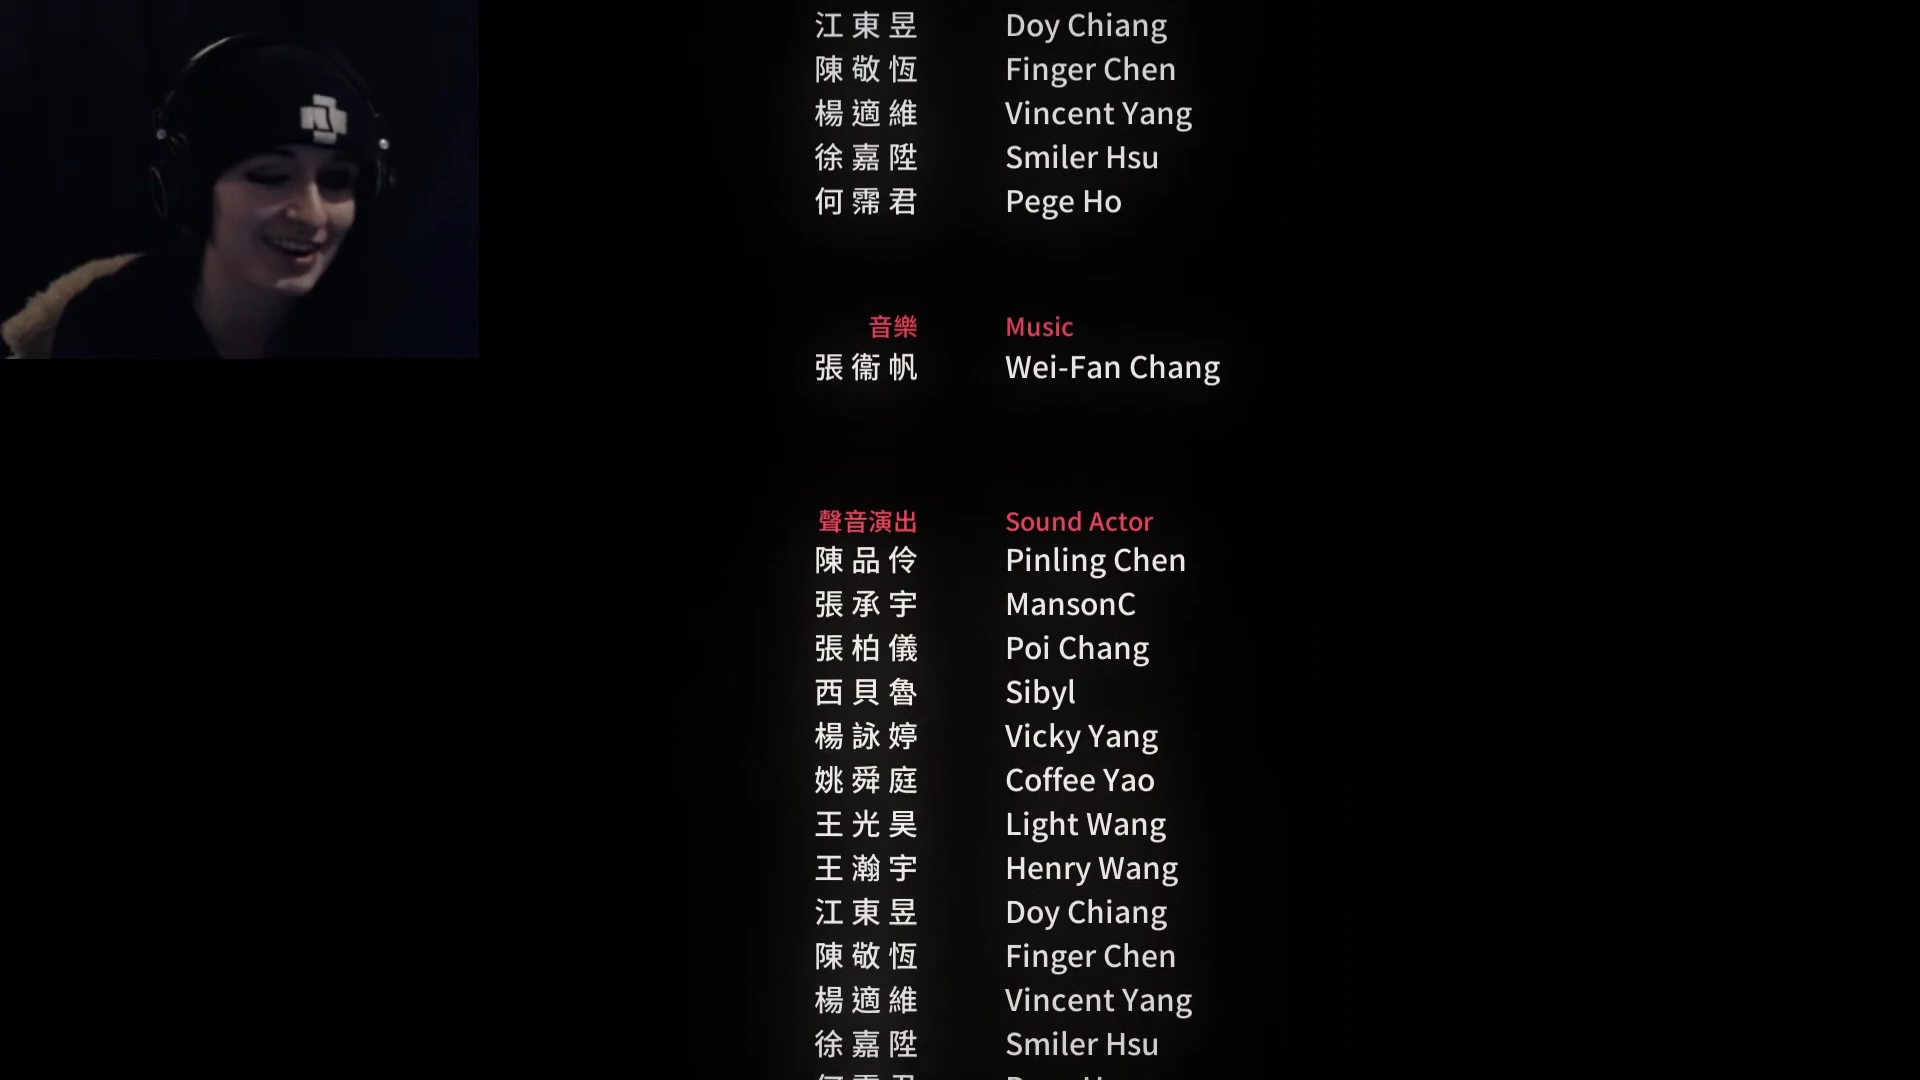 江東昱 Doy Chiang
陳敬恆 Finger Chen
楊適維 Vincent Yang
徐嘉陞 Smiler Hsu
何霈君 Pege Ho
音樂 Music
張衞帆 Wei-Fan Chang
聲音演出 Sound Actor
陳品伶 Pinling Chen
張承宇 MansonC
張柏儀 Poi Chang
西貝魯 Sibyl
楊詠婷 Vicky Yang
姚舜庭 Coffee Yao
王光昊 Light Wang
王瀚宇 Henry Wang
江東昱 Doy Chiang
陳敬恆 Finger Chen
楊適維 Vincent Yang
徐嘉陞 Smiler Hsu